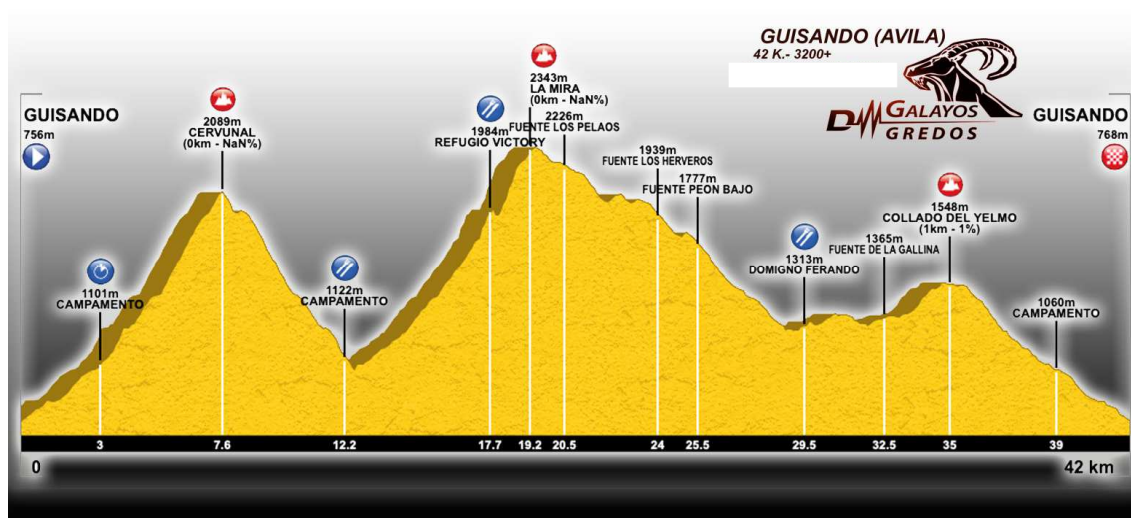 GUISANDO (AVILA)
42 K.- 3200+
GALAYOS
GREDOS
GUISANDO
756m
1101m
CAMPAMENTO
2089m
CERVUNAL
(0km - NaN%)
1122m
CAMPAMENTO
1984m
REFUGIO VICTORY
2343m
LA MIRA
(0km - NaN%)
2226m
FUENTE LOS PELAOS
1939m
FUENTE LOS HERVEROS
1777m
FUENTE PEON BAJO
1313m
DOMIGNO FERANDO
1365m
FUENTE DE LA GALLINA
1548m
COLLADO DEL YELMO
(1km - 1%)
1060m
CAMPAMENTO
GUISANDO
768m
3 7.6 12.2 17.7 19.2 20.5 24 25.5 29.5 32.5 35 39
0 42 km